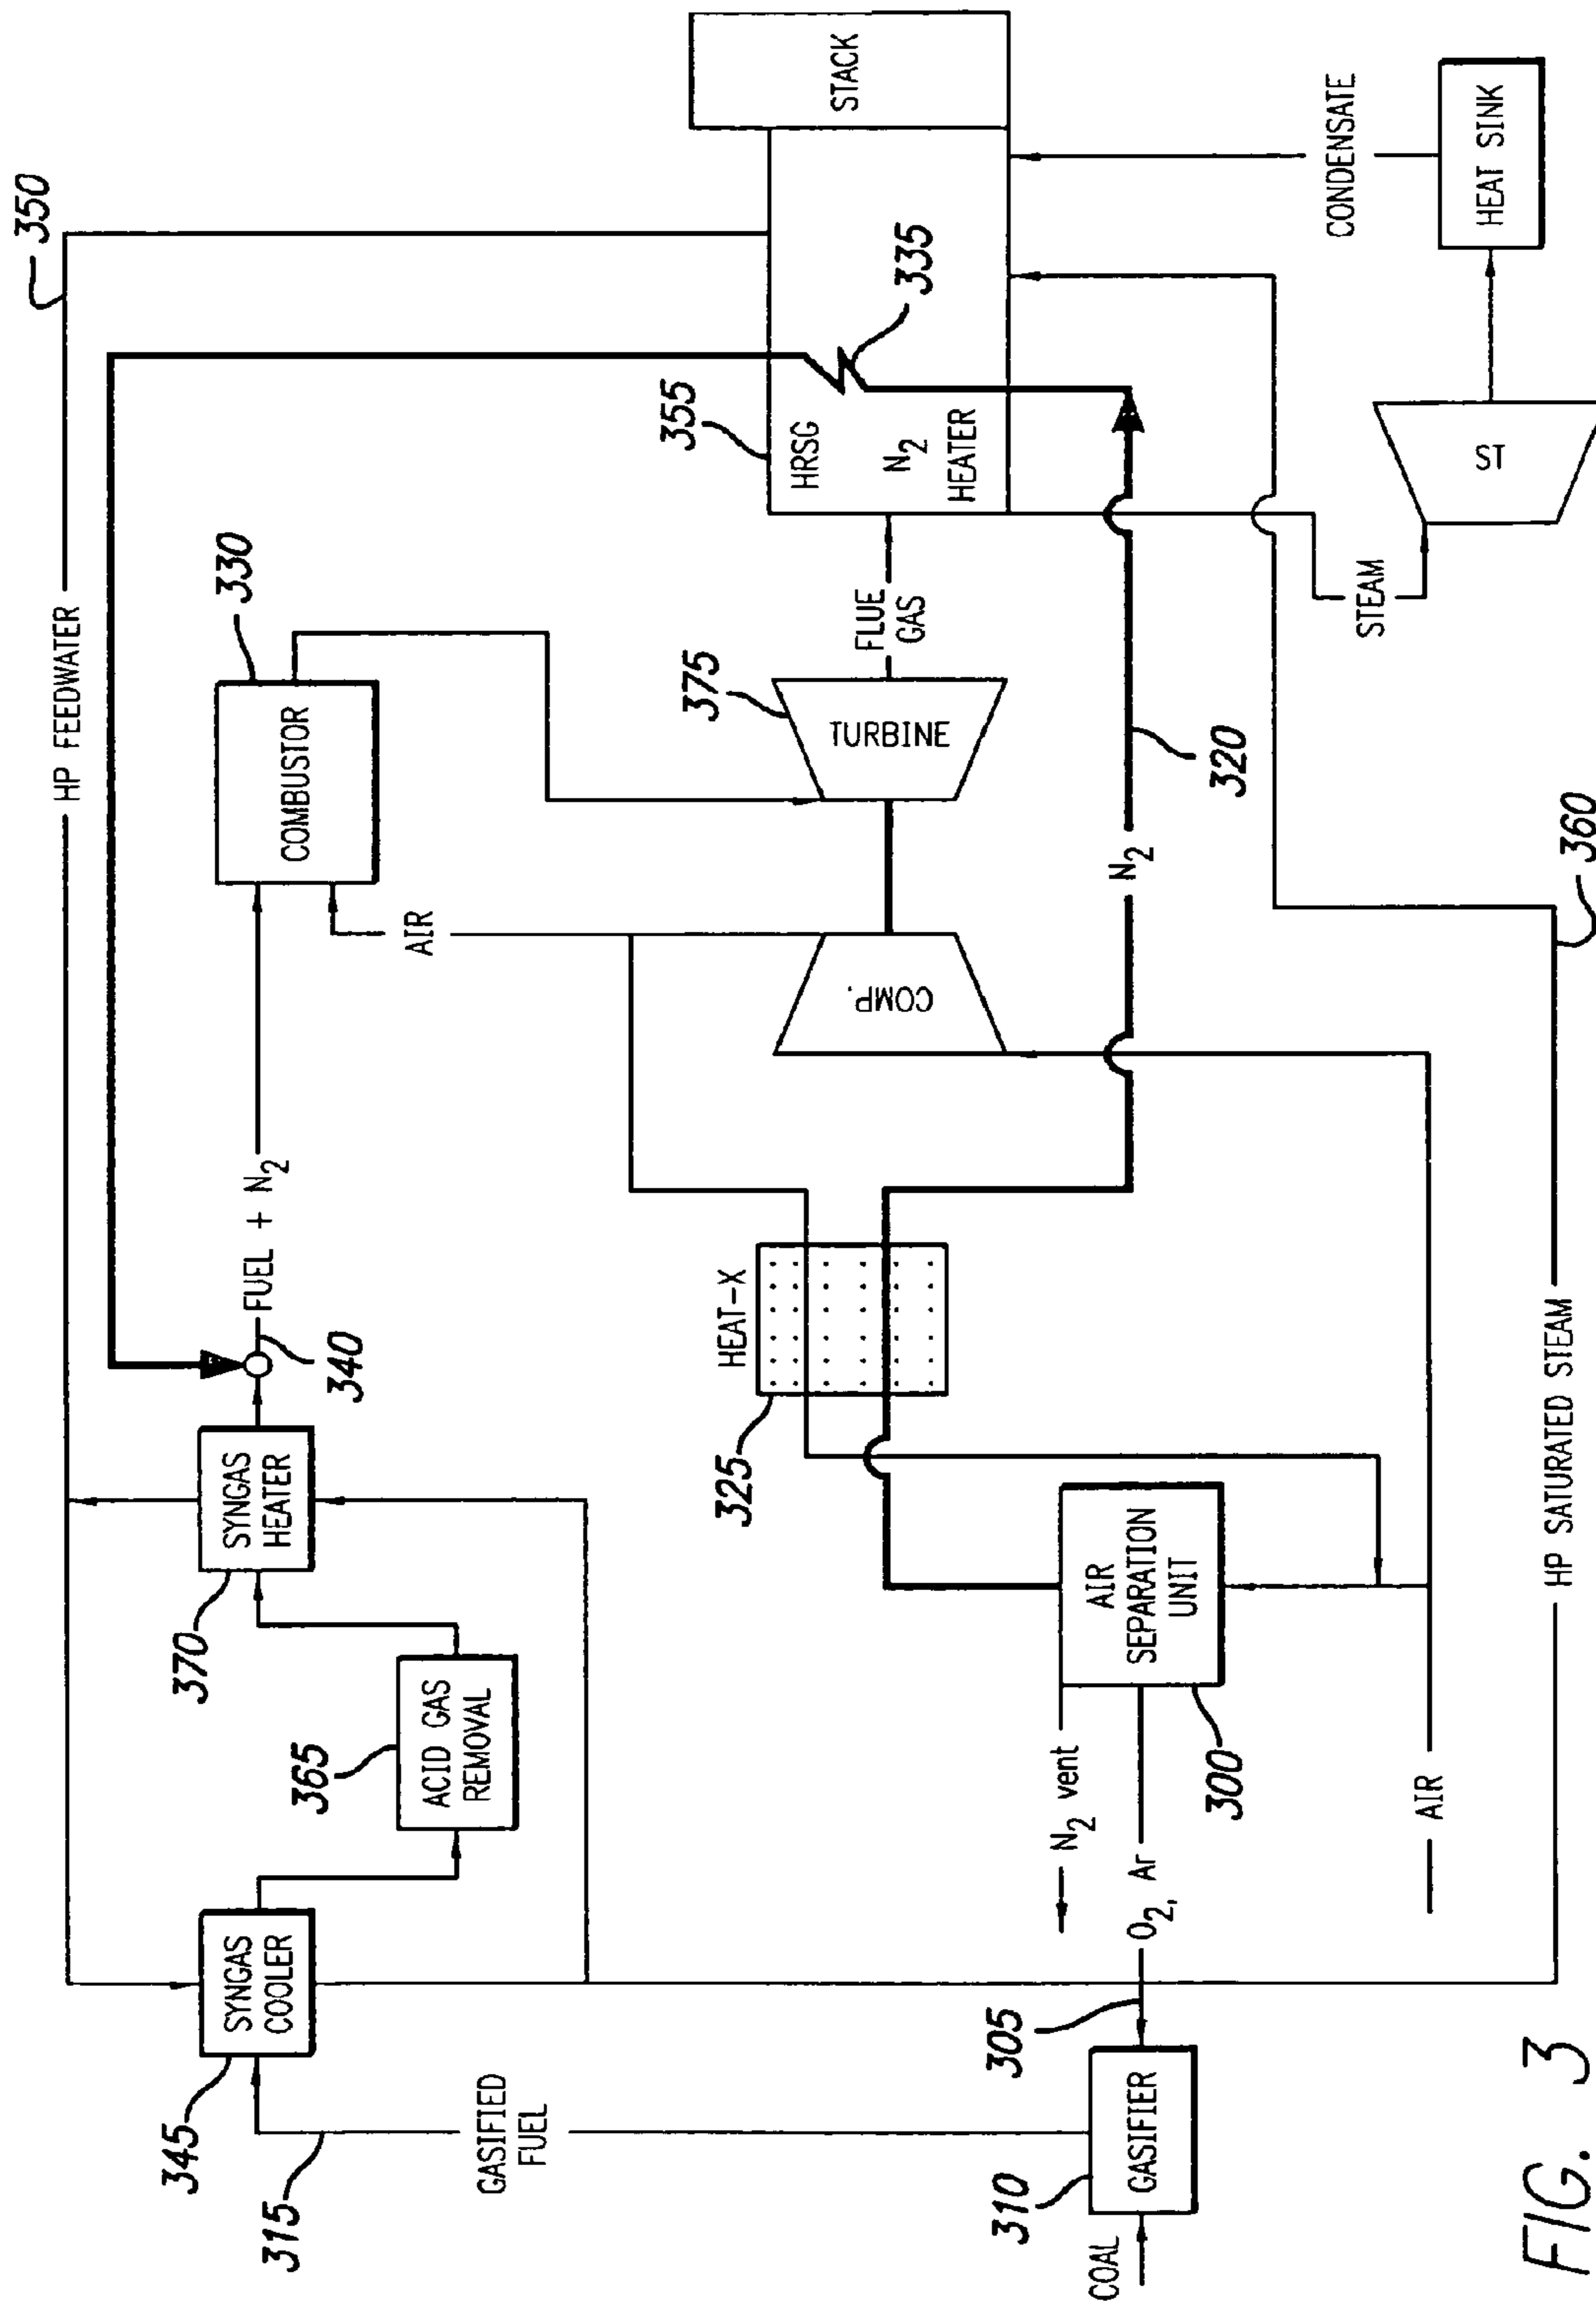 350
HP FEEDWATER
330
COMBUSTOR
FUEL + N2
340
SYNGAS
HEATER
370
ACID GAS
REMOVAL
365
SYNGAS
COOLER
345
315
GASIFIED
FUEL
AIR
355
HRSG
N2
HEATER
335
STACK
375
TURBINE
FLUE
GAS
COMP.
HEAT-X
325
N2
320
AIR
SEPARATION
UNIT
300
N2 vent
O2, Ar
305
GASIFIER
310
COAL
AIR
STEAM
ST
HEAT SINK
CONDENSATE
HP SATURATED STEAM
360
FIG. 3